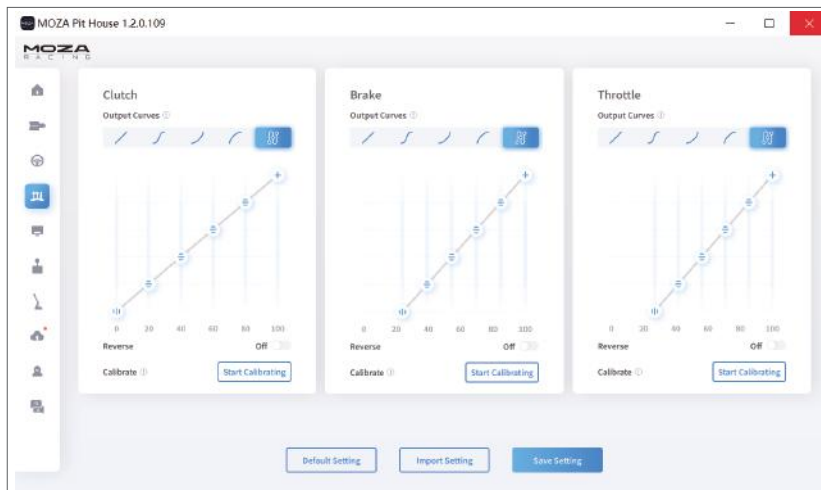 MOZA Pit House 1.2.0.109
MOZA
RACING
Clutch
Output Curves
0 20 40 60 80 100
Reverse Off
Calibrate Start Calibrating
Brake
Output Curves
0 20 40 60 80 100
Reverse Off
Calibrate Start Calibrating
Throttle
Output Curves
0 20 40 60 80 100
Reverse Off
Calibrate Start Calibrating
Default Setting Import Setting Save Setting